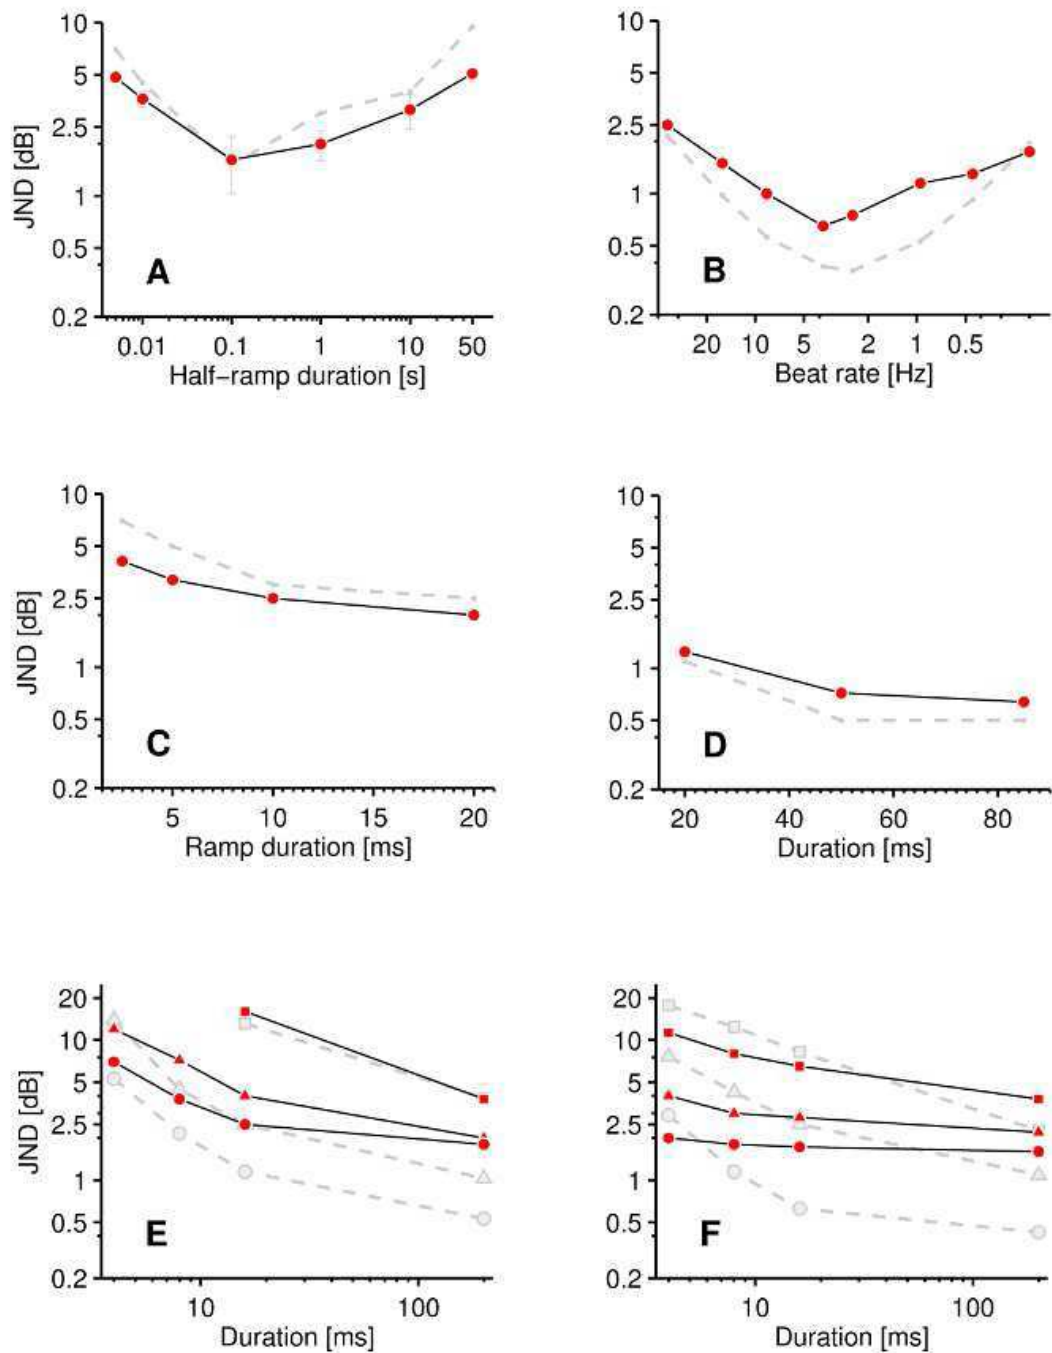 10
5
2.5
1
0.5
0.2
JND [dB]
A
0.01 0.1 1 10 50
Half-ramp duration [s]
10
5
2.5
1
0.5
0.2
B
20 10 5 2 1 0.5
Beat rate [Hz]
10
5
2.5
1
0.5
0.2
JND [dB]
C
5 10 15 20
Ramp duration [ms]
10
5
2.5
1
0.5
0.2
D
20 40 60 80
Duration [ms]
20
10
5
2.5
1
0.5
0.2
JND [dB]
E
10 100
Duration [ms]
20
10
5
2.5
1
0.5
0.2
F
10 100
Duration [ms]